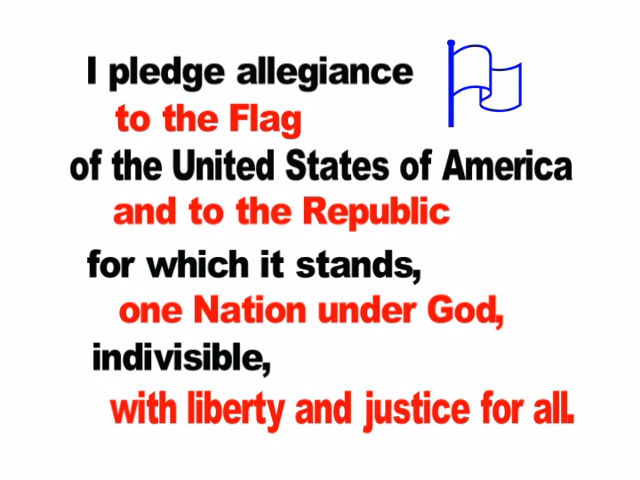 I pledge allegiance
to the Flag
of the United States of America
and to the Republic
for which it stands,
one Nation under God,
indivisible,
with liberty and justice for all.